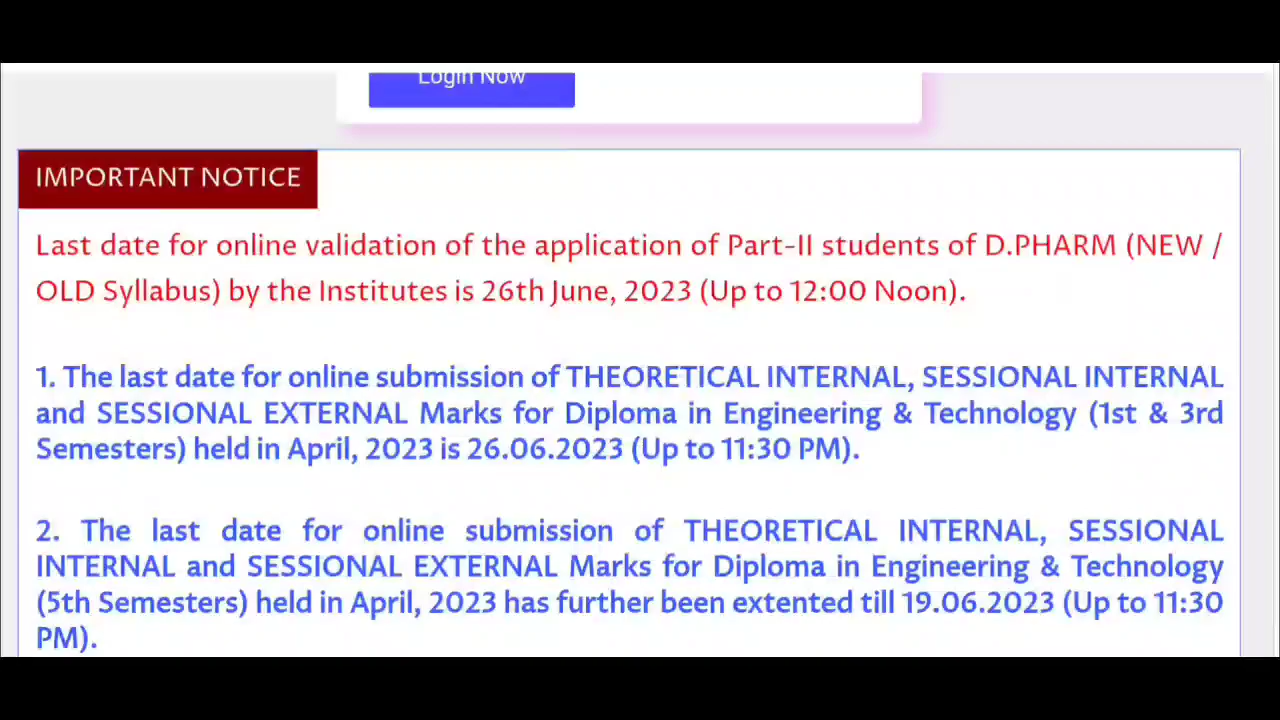 Login Now
IMPORTANT NOTICE
Last date for online validation of the application of Part-II students of D.PHARM (NEW /
OLD Syllabus) by the Institutes is 26th June, 2023 (Up to 12:00 Noon).
1. The last date for online submission of THEORETICAL INTERNAL, SESSIONAL INTERNAL
and SESSIONAL EXTERNAL Marks for Diploma in Engineering & Technology (1st & 3rd
Semesters) held in April, 2023 is 26.06.2023 (Up to 11:30 PM).
2. The last date for online submission of THEORETICAL INTERNAL, SESSIONAL
INTERNAL and SESSIONAL EXTERNAL Marks for Diploma in Engineering & Technology
(5th Semesters) held in April, 2023 has further been extented till 19.06.2023 (Up to 11:30
PM).